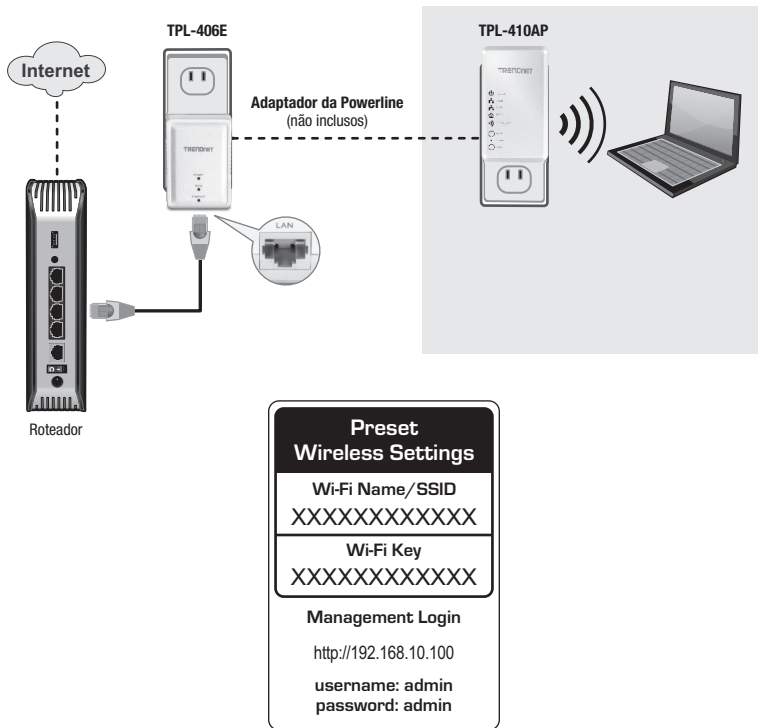 TPL-406E
TPL-410AP
Internet
TRENDNET
Adaptador da Powerline
(não inclusos)
TRENDNET
LAN
Roteador
Preset
Wireless Settings
Wi-Fi Name/SSID
XXXXXXXXXXXX
Wi-Fi Key
XXXXXXXXXXXX
Management Login
http://192.168.10.100
username: admin
password: admin